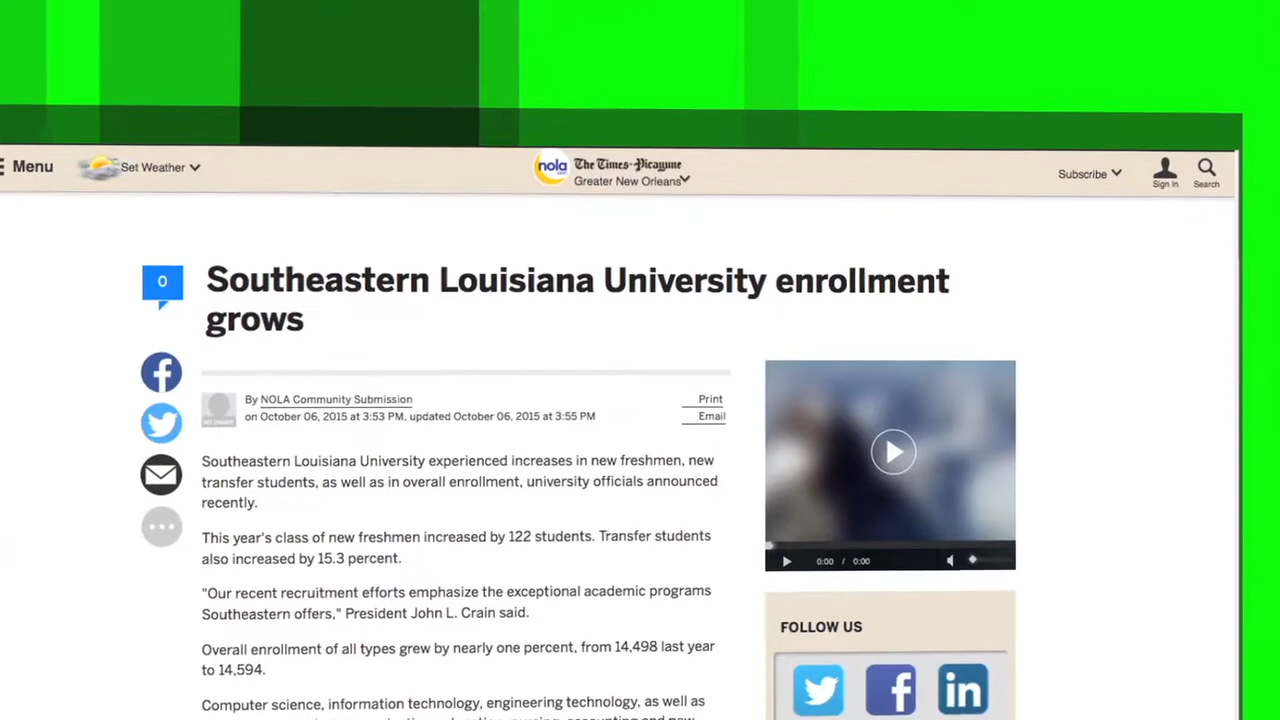 Menu
Set Weather
nola
.com
The Times-Picayune
Greater New Orleans
Subscribe
Sign In
Search
0
Southeastern Louisiana University enrollment
grows
By NOLA Community Submission
on October 06, 2015 at 3:53 PM, updated October 06, 2015 at 3:55 PM
Print
Email
Southeastern Louisiana University experienced increases in new freshmen, new
transfer students, as well as in overall enrollment, university officials announced
recently.
This year's class of new freshmen increased by 122 students. Transfer students
also increased by 15.3 percent.
"Our recent recruitment efforts emphasize the exceptional academic programs
Southeastern offers," President John L. Crain said.
Overall enrollment of all types grew by nearly one percent, from 14,498 last year
to 14,594.
Computer science, information technology, engineering technology, as well as
0:00 / 0:00
FOLLOW US